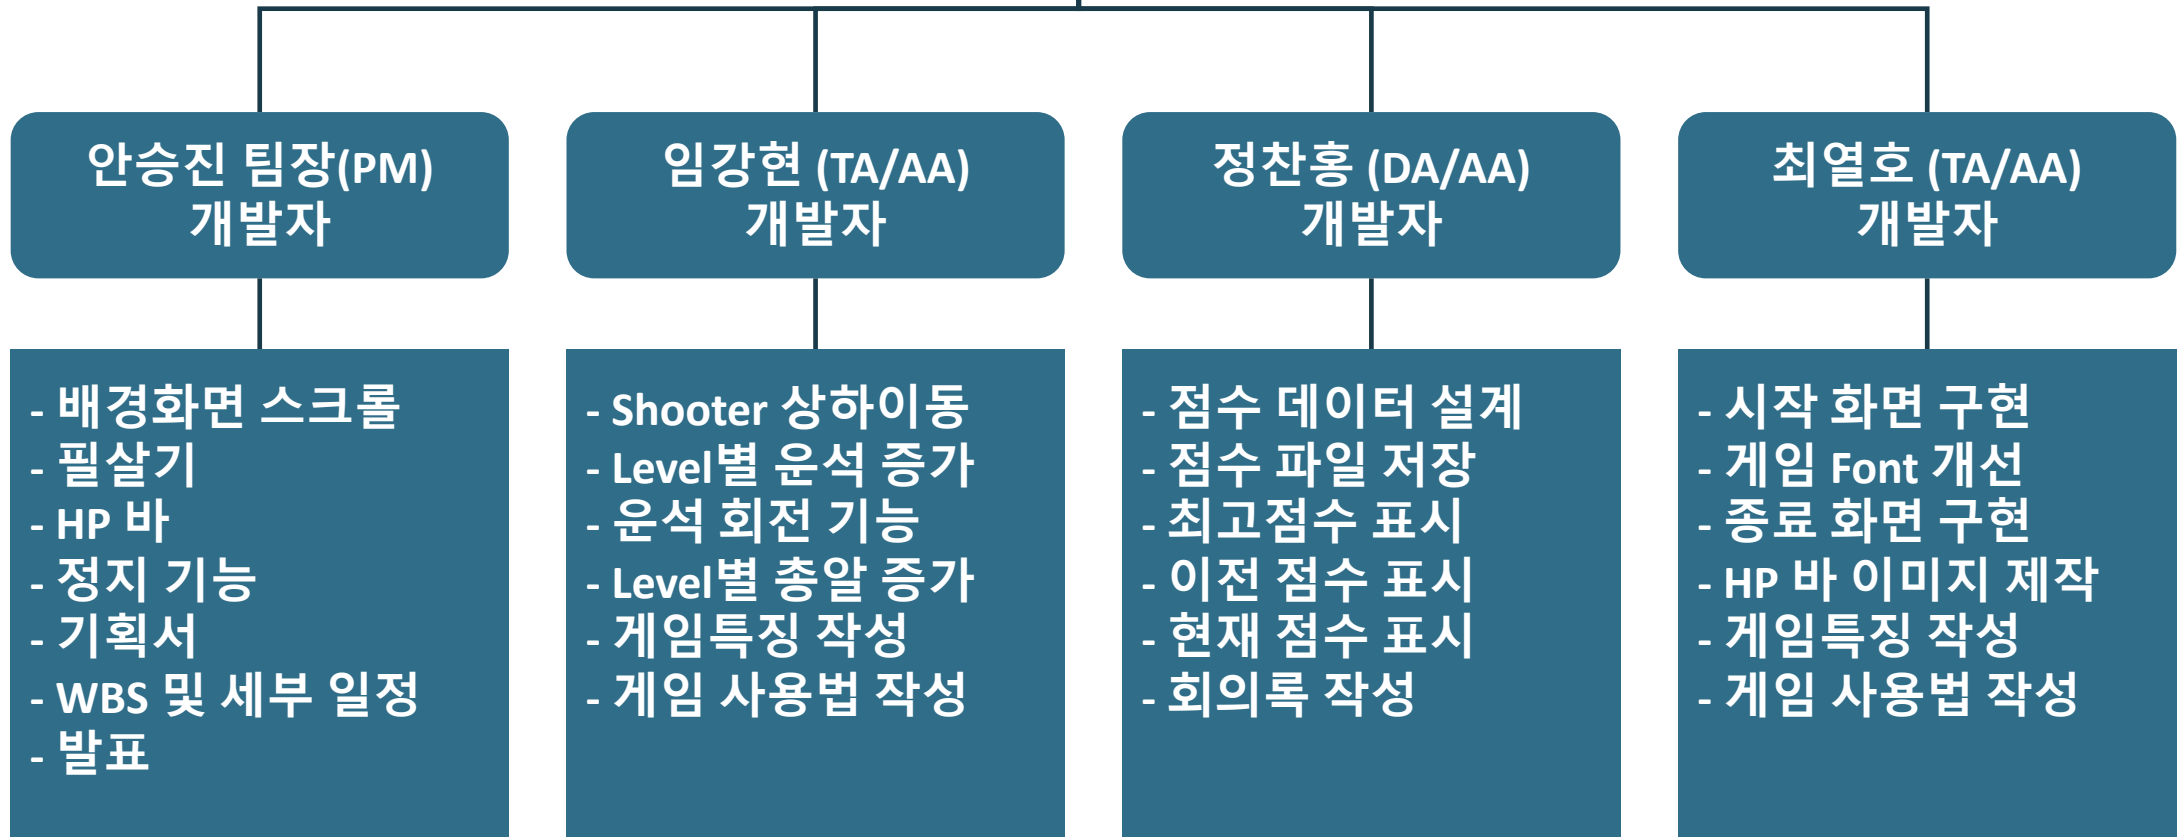 안승진 팀장(PM)
개발자
- 배경화면 스크롤
- 필살기
- HP 바
- 정지 기능
- 기획서
- WBS 및 세부 일정
- 발표
임강현 (TA/AA)
개발자
- Shooter 상하이동
- Level별 운석 증가
- 운석 회전 기능
- Level별 총알 증가
- 게임특징 작성
- 게임 사용법 작성
정찬홍 (DA/AA)
개발자
- 점수 데이터 설계
- 점수 파일 저장
- 최고점수 표시
- 이전 점수 표시
- 현재 점수 표시
- 회의록 작성
최열호 (TA/AA)
개발자
- 시작 화면 구현
- 게임 Font 개선
- 종료 화면 구현
- HP 바 이미지 제작
- 게임특징 작성
- 게임 사용법 작성